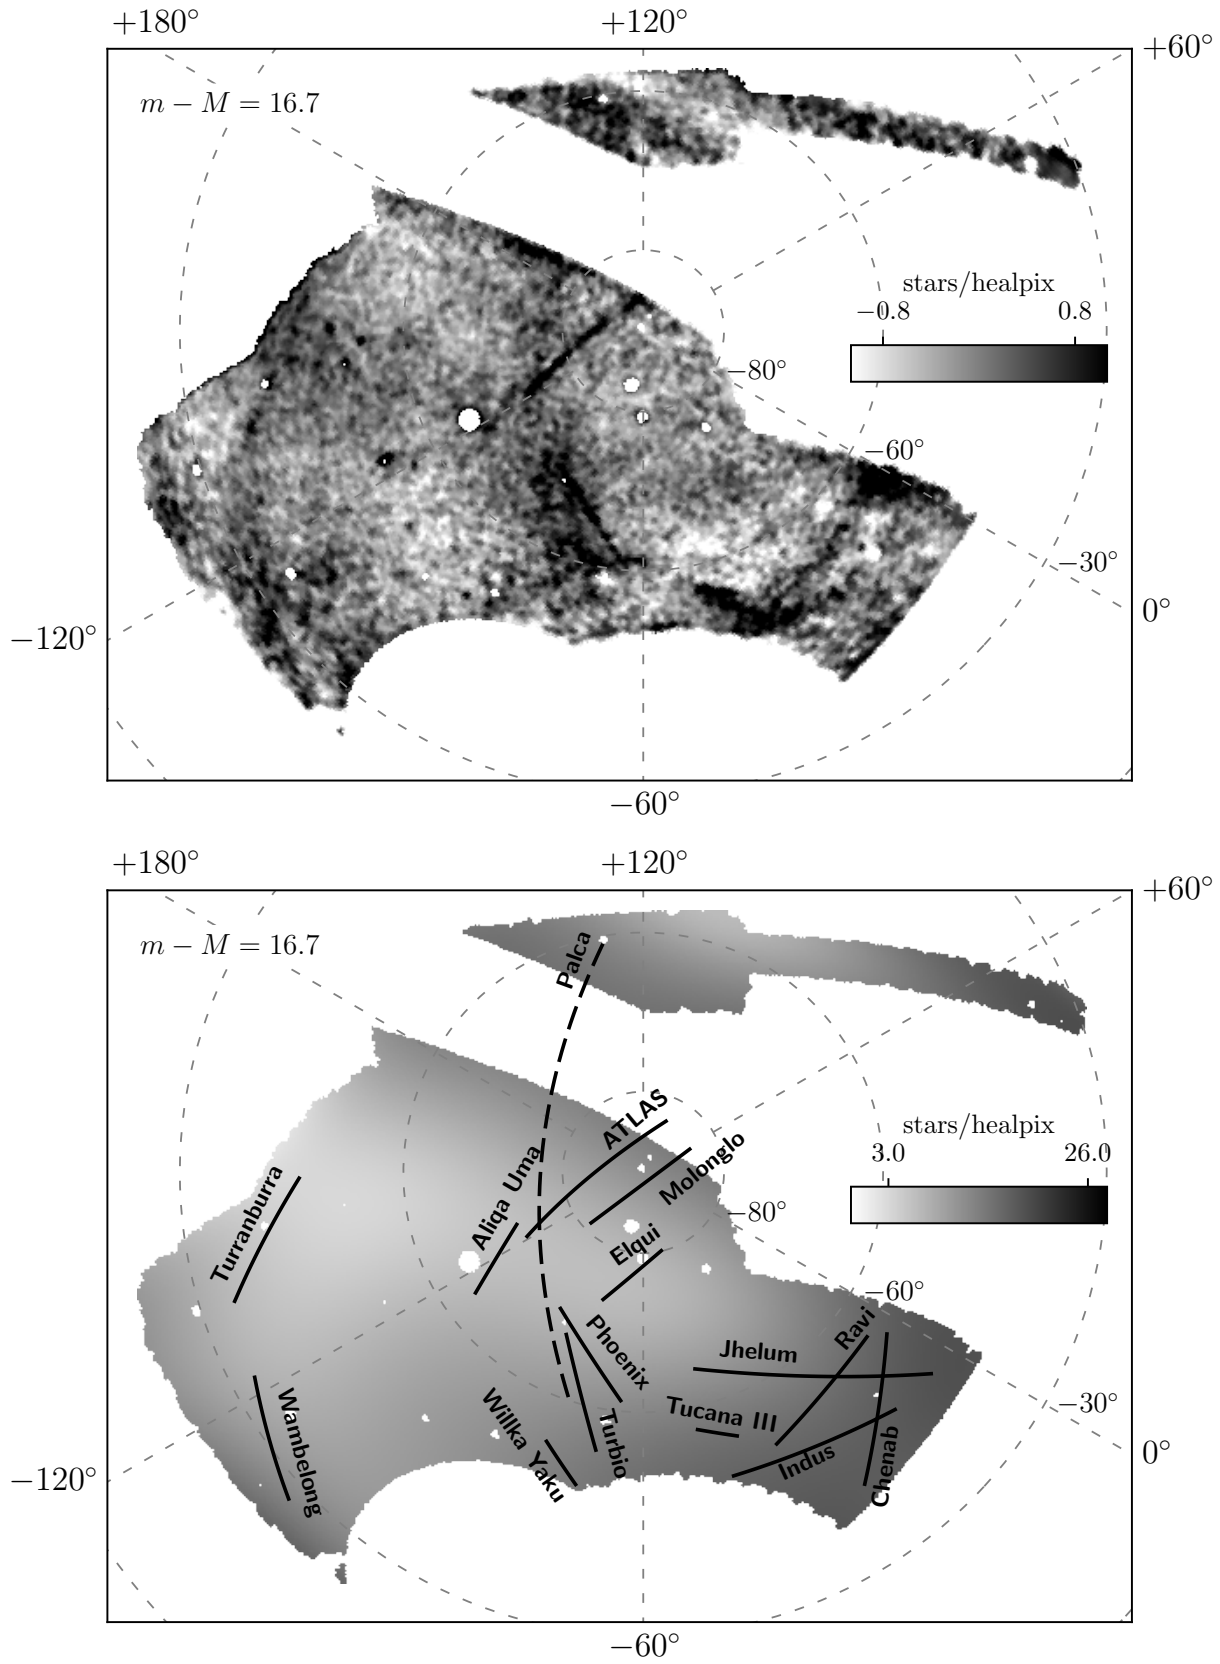 +180°
+120°
+60°
m − M = 16.7
stars/healpix
−0.8
0.8
−80°
−60°
−30°
0°
−120°
−60°
+180°
+120°
+60°
m − M = 16.7
Palca
ATLAS
stars/healpix
3.0
26.0
Molonglo
Aliqa Uma
Turranburra
−80°
Elqui
−60°
Ravi
Phoenix
Jhelum
−30°
Wambelong
Willka Yaku
Turbio
Tucana III
Indus
Chenab
0°
−120°
−60°